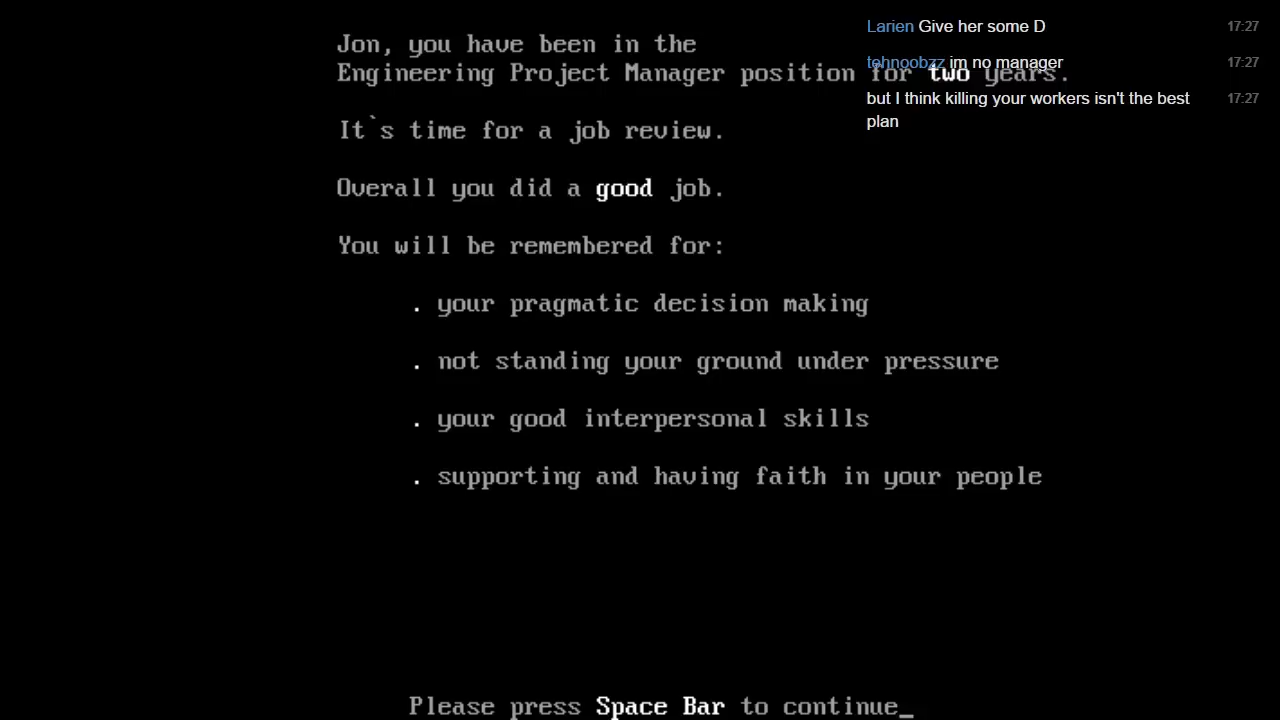 Jon, you have been in the
Engineering Project Manager position for two years.
It`s time for a job review.
Overall you did a good job.
You will be remembered for:
. your pragmatic decision making
. not standing your ground under pressure
. your good interpersonal skills
. supporting and having faith in your people
Please press Space Bar to continue_
Larien Give her some D 17:27
tehnoobzz im no manager 17:27
but I think killing your workers isn't the best 17:27
plan